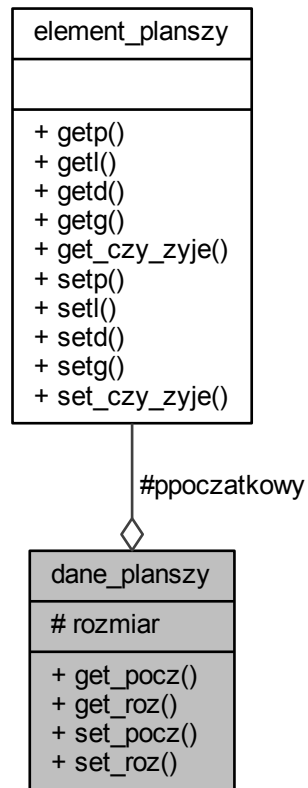 element_planszy
+ getp()
+ getl()
+ getd()
+ getg()
+ get_czy_zyje()
+ setp()
+ setl()
+ setd()
+ setg()
+ set_czy_zyje()
#ppoczatkowy
dane_planszy
# rozmiar
+ get_pocz()
+ get_roz()
+ set_pocz()
+ set_roz()